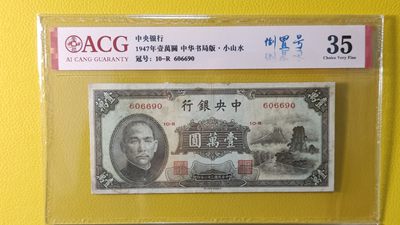 ACG
AI CANG GUARANTY
中央银行
1947年壹萬圓 中华书局版·小山水
冠号: 10-R 606690
倒置号
35
Choice Very Fine
606690
606690
行銀央中
10-R
10-R
圓萬壹